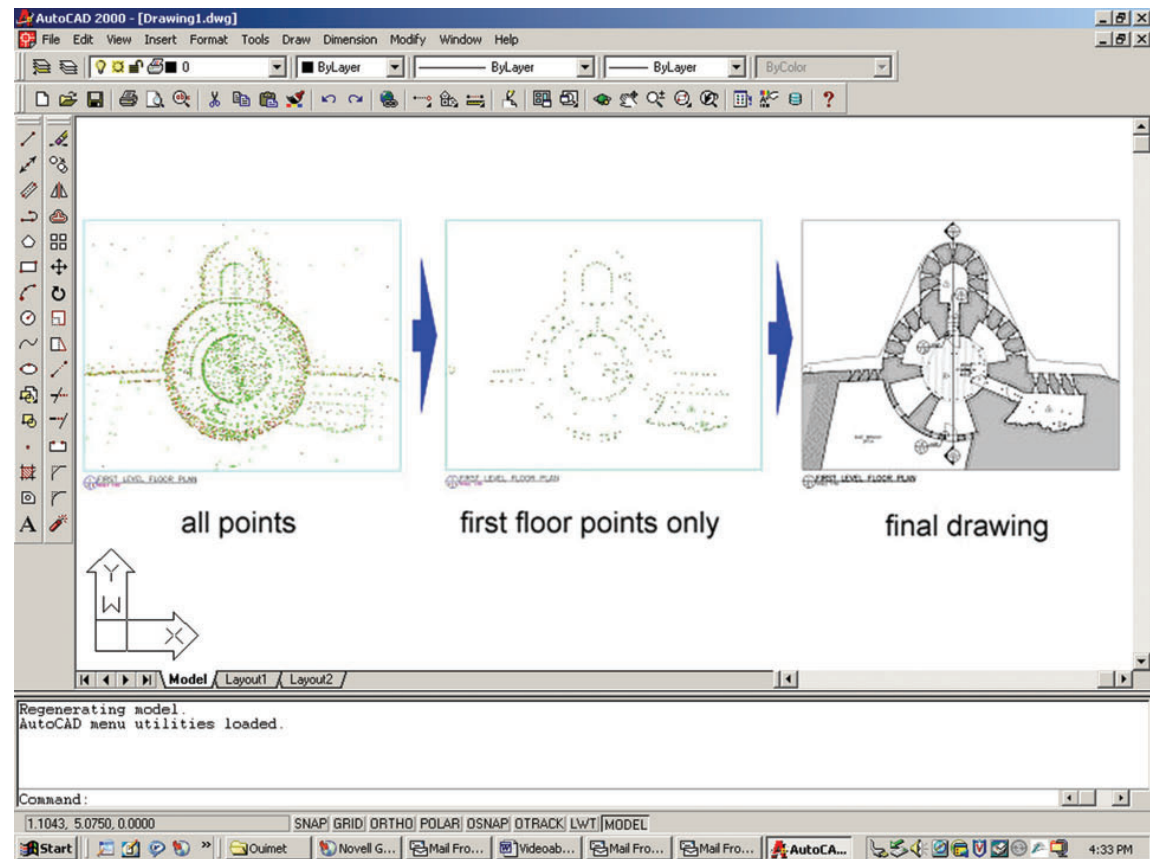 AutoCAD 2000 - [Drawing1.dwg]
File Edit View Insert Format Tools Draw Dimension Modify Window Help
0 ByLayer ByLayer ByLayer ByColor
?
A
FIRST LEVEL FLOOR PLAN
FIRST LEVEL FLOOR PLAN
FIRST LEVEL FLOOR PLAN
all points
first floor points only
final drawing
Y
W
X
Model Layout1 Layout2
Regenerating model.
AutoCAD menu utilities loaded.
Command:
1.1043, 5.0750, 0.0000 SNAP GRID ORTHO POLAR OSNAP OTRACK LWT MODEL
Start » Ouimet Novell G... Mail Fro... Videoab... Mail Fro... Mail Fro... AutoCA... 4:33 PM